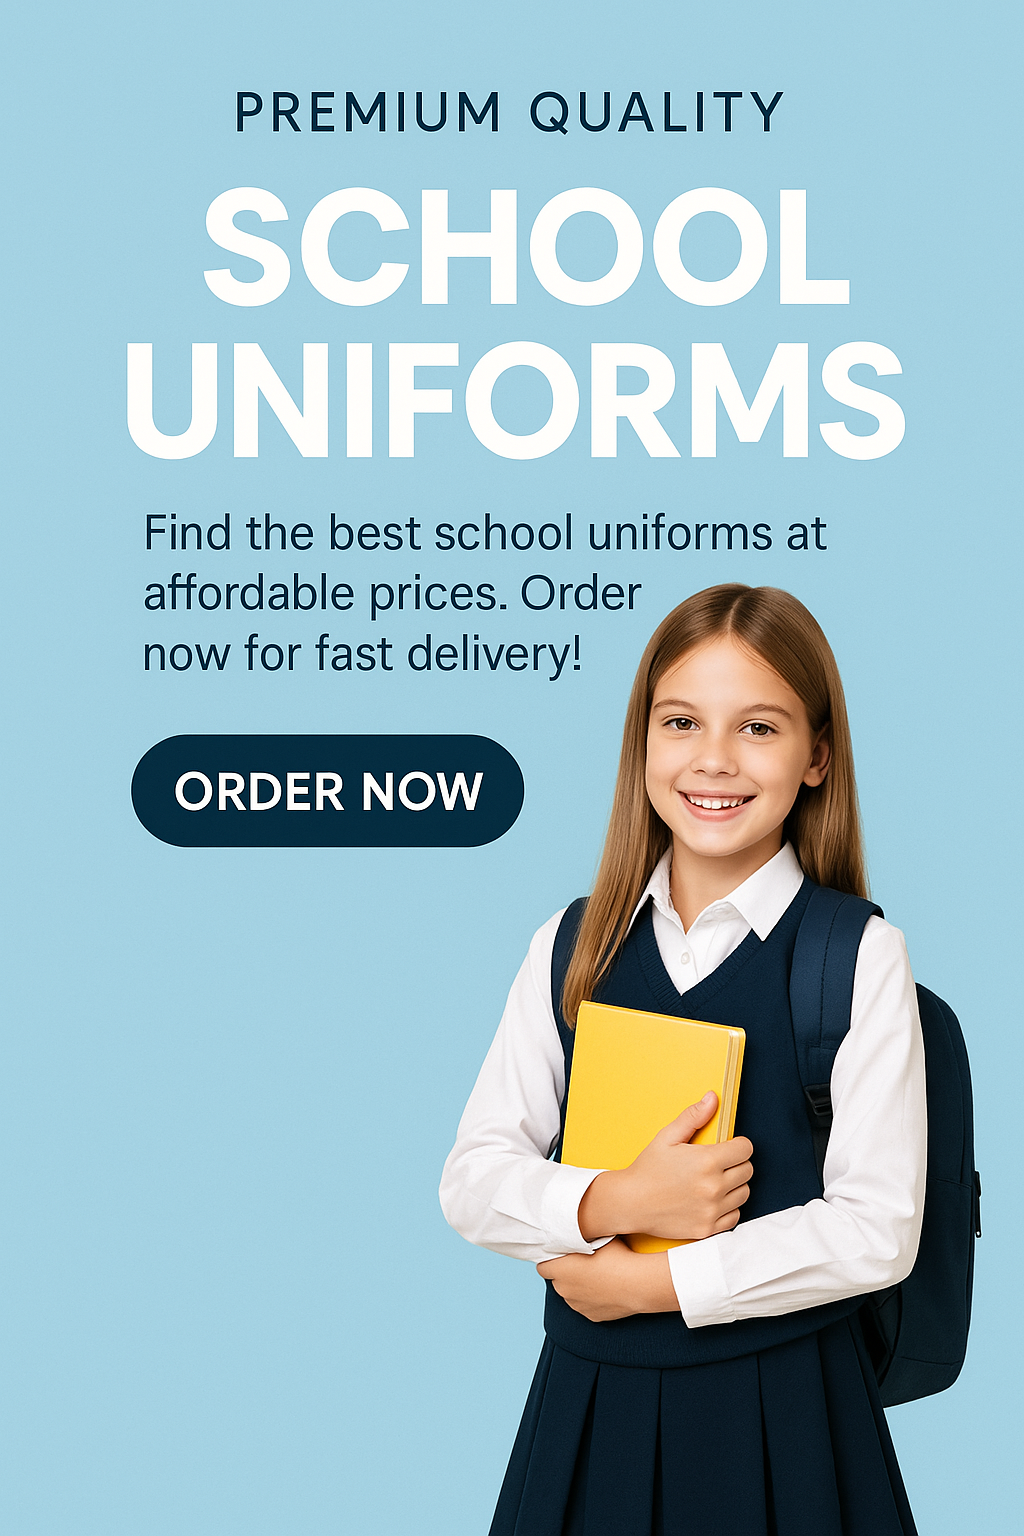 PREMIUM QUALITY
SCHOOL
UNIFORMS
Find the best school uniforms at
affordable prices. Order
now for fast delivery!
ORDER NOW